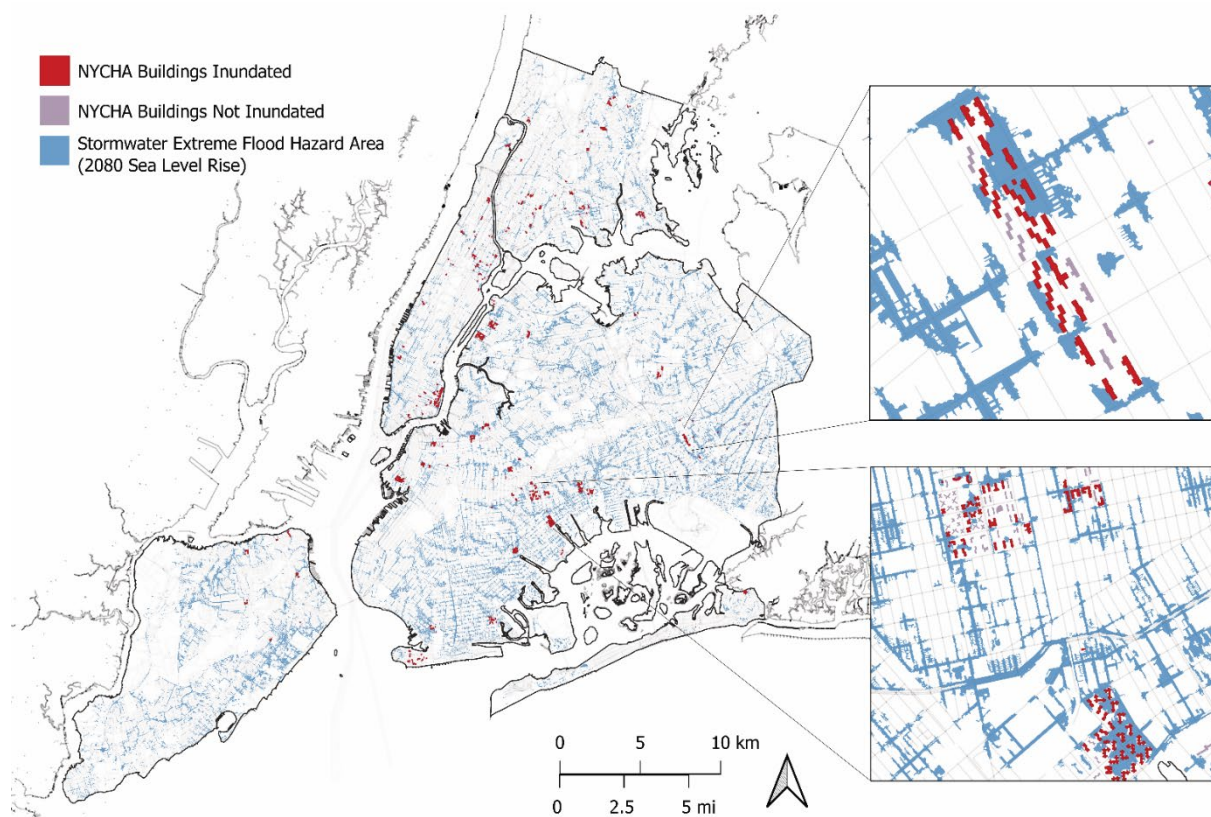 NYCHA Buildings Inundated
NYCHA Buildings Not Inundated
Stormwater Extreme Flood Hazard Area
(2080 Sea Level Rise)
0 5 10 km
0 2.5 5 mi